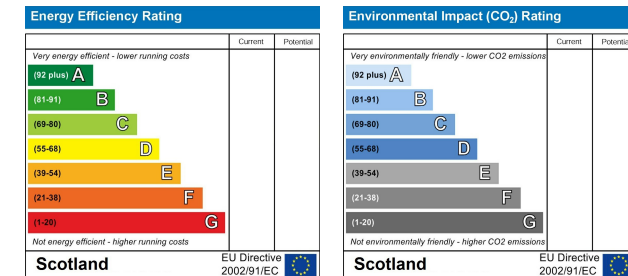 Energy Efficiency Rating
Current Potential
Very energy efficient - lower running costs
(92 plus) A
(81-91) B
(69-80) C
(55-68) D
(39-54) E
(21-38) F
(1-20) G
Not energy efficient - higher running costs
Scotland
EU Directive
2002/91/EC
Environmental Impact (CO₂) Rating
Current Potentia
Very environmentally friendly - lower CO2 emissions
(92 plus) A
(81-91) B
(69-80) C
(55-68) D
(39-54) E
(21-38) F
(1-20) G
Not environmentally friendly - higher CO2 emissions
Scotland
EU Directive
2002/91/EC